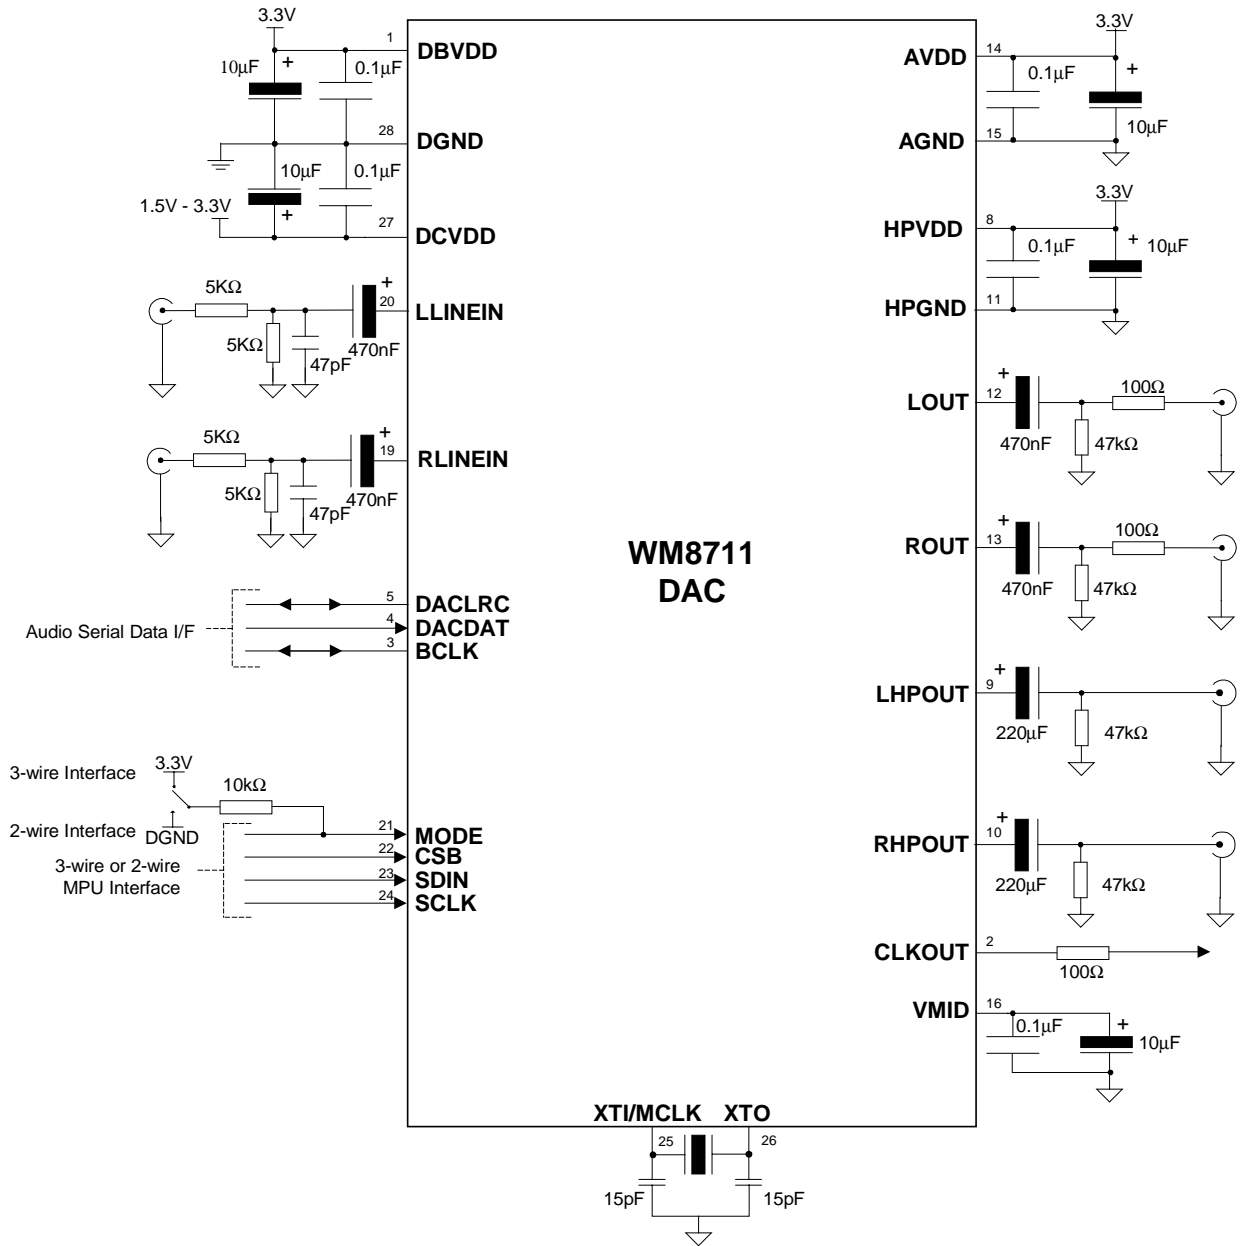 3.3V
1
DBVDD
10µF
+
0.1µF
28
DGND
10µF
0.1µF
1.5V - 3.3V
+
27
DCVDD
5KΩ
+
20
LLINEIN
5KΩ
47pF
470nF
5KΩ
+
19
RLINEIN
5KΩ
47pF
470nF
5
DACLRC
4
DACDAT
3
BCLK
Audio Serial Data I/F
3-wire Interface
3.3V
10kΩ
2-wire Interface
DGND
21
MODE
22
CSB
23
SDIN
24
SCLK
3-wire or 2-wire
MPU Interface
WM8711
DAC
3.3V
AVDD
14
0.1µF
+
10µF
AGND
15
3.3V
HPVDD
8
0.1µF
+
10µF
HPGND
11
LOUT
12
+
470nF
100Ω
47kΩ
ROUT
13
+
470nF
100Ω
47kΩ
LHPOUT
9
+
220µF
47kΩ
RHPOUT
10
+
220µF
47kΩ
CLKOUT
2
100Ω
VMID
16
0.1µF
+
10µF
XTI/MCLK
XTO
25
26
15pF
15pF